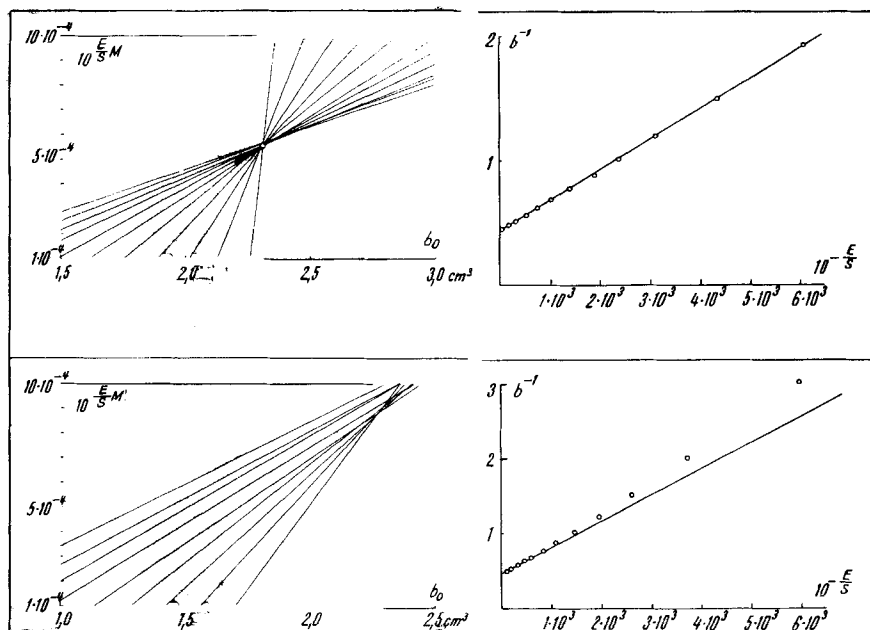 10·10⁻⁴
10 E/S M
5·10⁻⁴
1·10⁻⁴
b₀
1,5
2,0
2,5
3,0 cm³
2
b⁻¹
1
10 - E/S
1·10³
2·10³
3·10³
4·10³
5·10³
6·10³
10·10⁻⁴
10 E/S M'
5·10⁻⁴
1·10⁻⁴
b₀
1,0
1,5
2,0
2,5 cm³
3
b⁻¹
2
1
10 - E/S
1·10³
2·10³
3·10³
4·10³
5·10³
6·10³